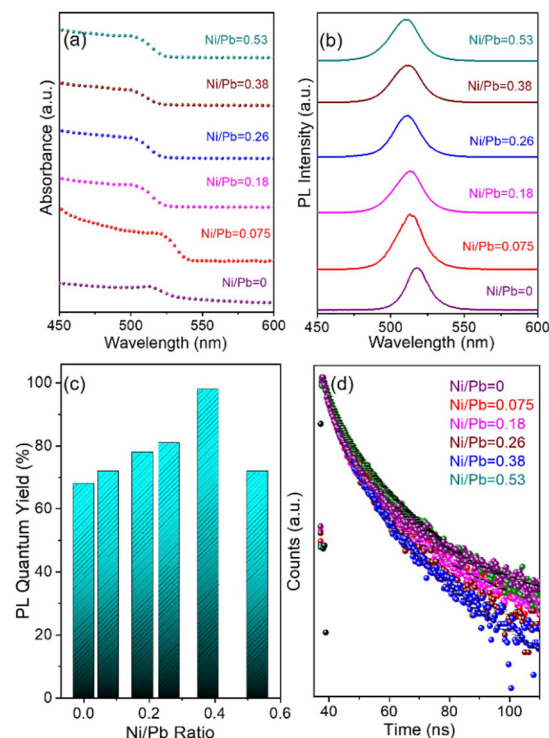 (a)
Ni/Pb=0.53
Ni/Pb=0.38
Ni/Pb=0.26
Ni/Pb=0.18
Ni/Pb=0.075
Ni/Pb=0
Absorbance (a.u.)
450 500 550 600
Wavelength (nm)
(b)
Ni/Pb=0.53
Ni/Pb=0.38
Ni/Pb=0.26
Ni/Pb=0.18
Ni/Pb=0.075
Ni/Pb=0
PL Intensity (a.u.)
450 500 550 600
Wavelength (nm)
(c)
100
80
60
40
20
0
PL Quantum Yield (%)
0.0 0.2 0.4 0.6
Ni/Pb Ratio
(d)
Ni/Pb=0
Ni/Pb=0.075
Ni/Pb=0.18
Ni/Pb=0.26
Ni/Pb=0.38
Ni/Pb=0.53
Counts (a.u.)
40 60 80 100
Time (ns)